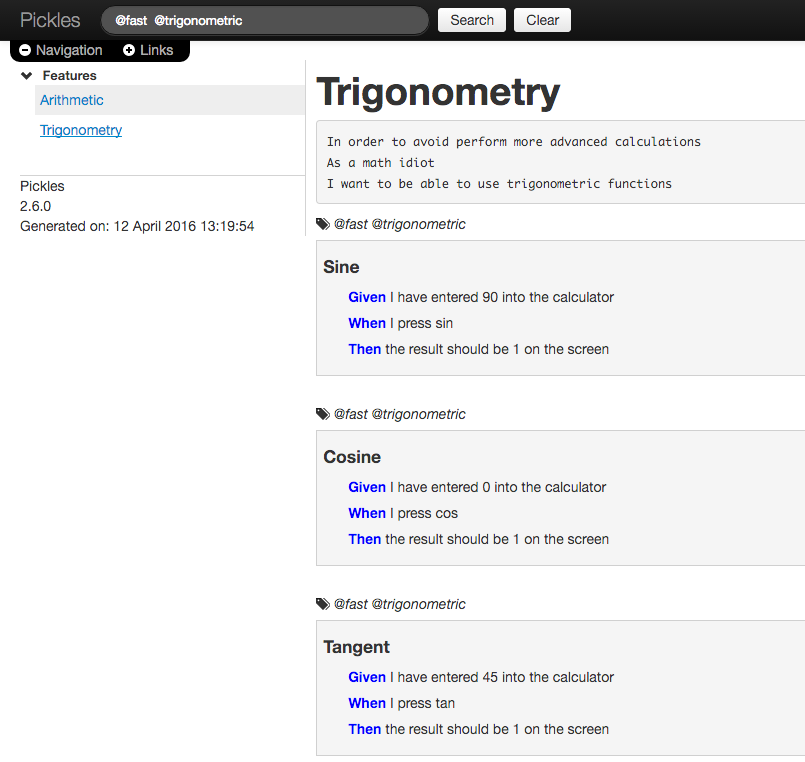 Pickles @fast @trigonometric Search Clear
Navigation Links
Features
Arithmetic
Trigonometry
Pickles
2.6.0
Generated on: 12 April 2016 13:19:54
Trigonometry
In order to avoid perform more advanced calculations
As a math idiot
I want to be able to use trigonometric functions
@fast @trigonometric
Sine
Given I have entered 90 into the calculator
When I press sin
Then the result should be 1 on the screen
@fast @trigonometric
Cosine
Given I have entered 0 into the calculator
When I press cos
Then the result should be 1 on the screen
@fast @trigonometric
Tangent
Given I have entered 45 into the calculator
When I press tan
Then the result should be 1 on the screen